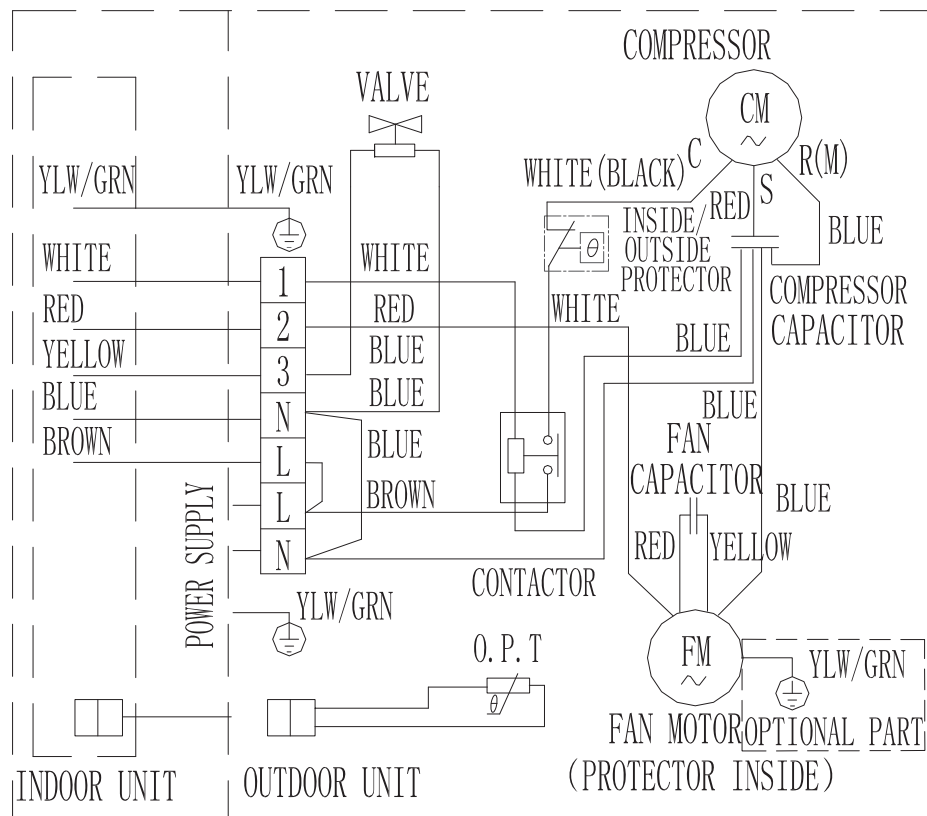 COMPRESSOR
VALVE
CM
C
R(M)
YLW/GRN
YLW/GRN
WHITE(BLACK)
S
RED
INSIDE/
OUTSIDE
PROTECTOR
θ
BLUE
WHITE
1
WHITE
COMPRESSOR
CAPACITOR
RED
2
RED
WHITE
YELLOW
3
BLUE
BLUE
BLUE
N
BLUE
BLUE
BROWN
L
BLUE
FAN
CAPACITOR
L
BROWN
BLUE
POWER SUPPLY
N
RED
YELLOW
CONTACTOR
YLW/GRN
O.P.T
θ
FM
YLW/GRN
FAN MOTOR
OPTIONAL PART
(PROTECTOR INSIDE)
INDOOR UNIT
OUTDOOR UNIT